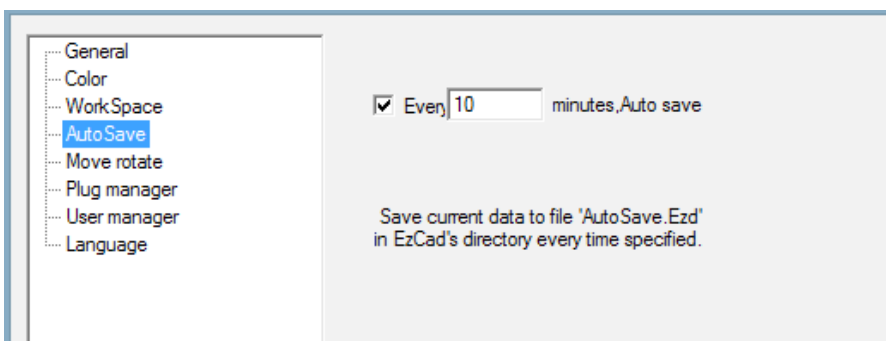 General
Color
WorkSpace
AutoSave
Move rotate
Plug manager
User manager
Language
Every 10 minutes,Auto save
Save current data to file 'AutoSave.Ezd'
in EzCad's directory every time specified.